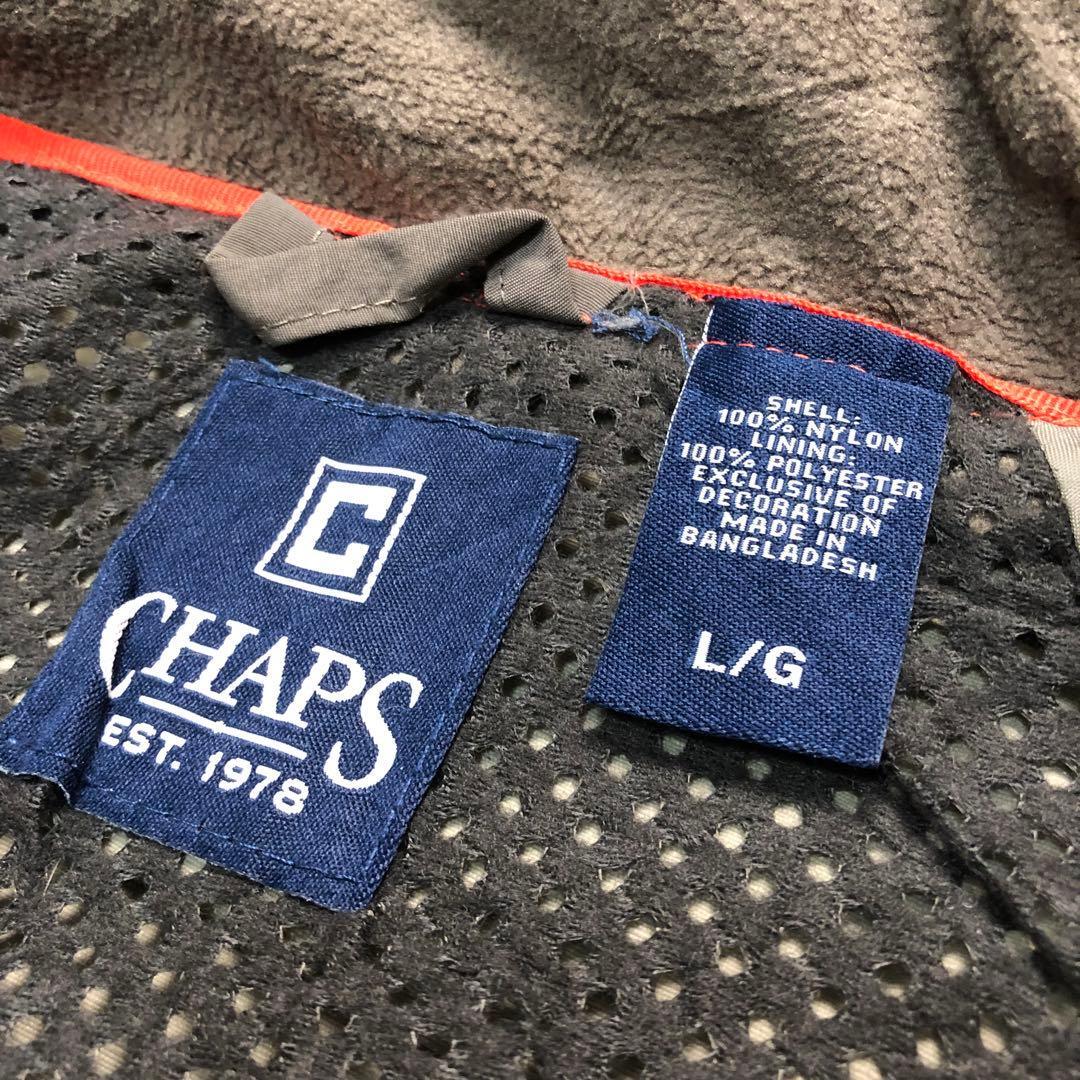 C
CHAPS
EST. 1978
SHELL:
100% NYLON
LINING:
100% POLYESTER
EXCLUSIVE OF
DECORATION
MADE IN
BANGLADESH
L/G